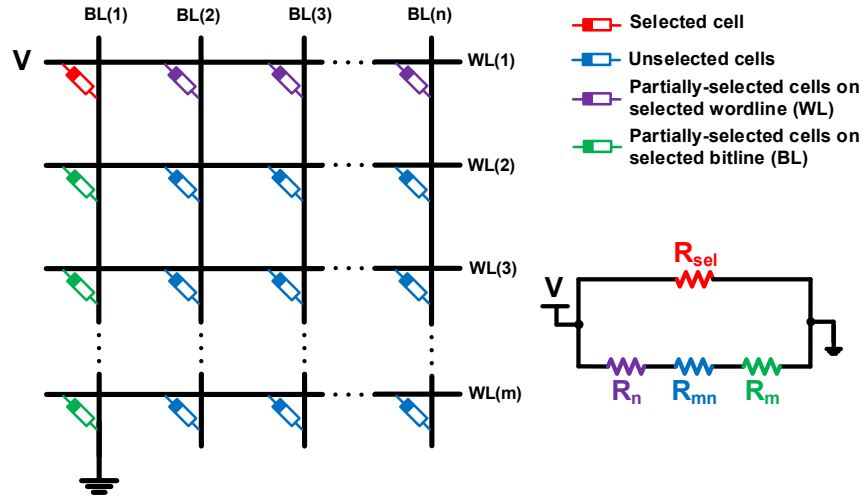 BL(1) BL(2) BL(3) BL(n)
V
WL(1)
WL(2)
WL(3)
WL(m)
Selected cell
Unselected cells
Partially-selected cells on
selected wordline (WL)
Partially-selected cells on
selected bitline (BL)
Rsel
V
Rn Rmn Rm